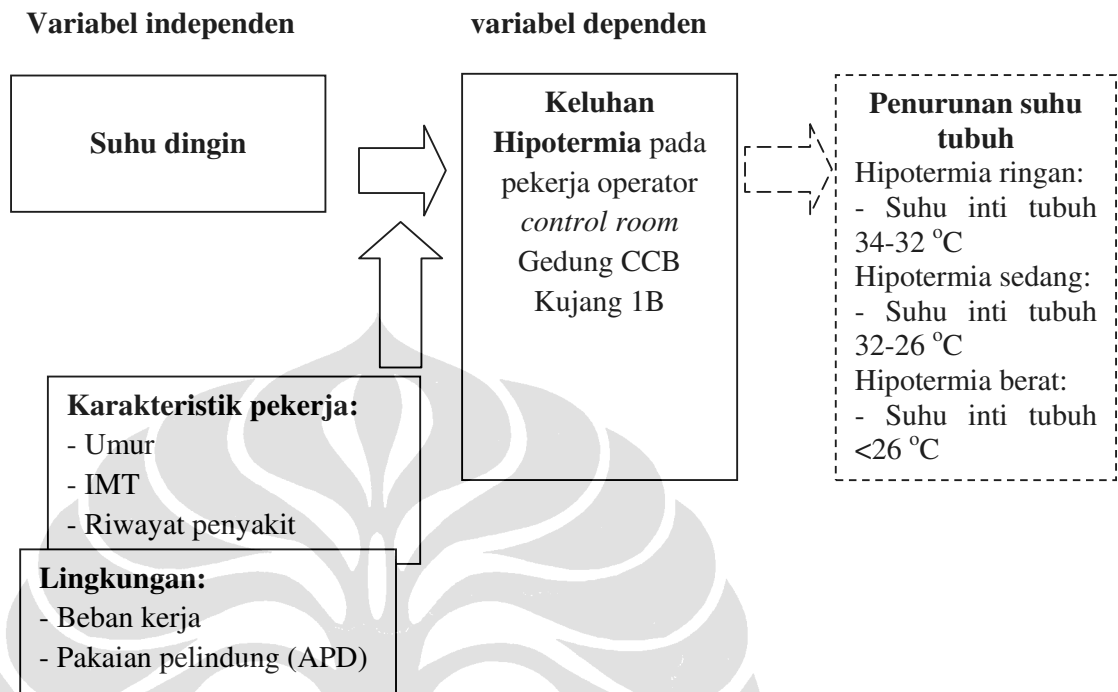 Variabel independen
variabel dependen
Suhu dingin
Keluhan
Hipotermia pada
pekerja operator
control room
Gedung CCB
Kujang 1B
Penurunan suhu
tubuh
Hipotermia ringan:
- Suhu inti tubuh
34-32 °C
Hipotermia sedang:
- Suhu inti tubuh
32-26 °C
Hipotermia berat:
- Suhu inti tubuh
<26 °C
Karakteristik pekerja:
- Umur
- IMT
- Riwayat penyakit
Lingkungan:
- Beban kerja
- Pakaian pelindung (APD)